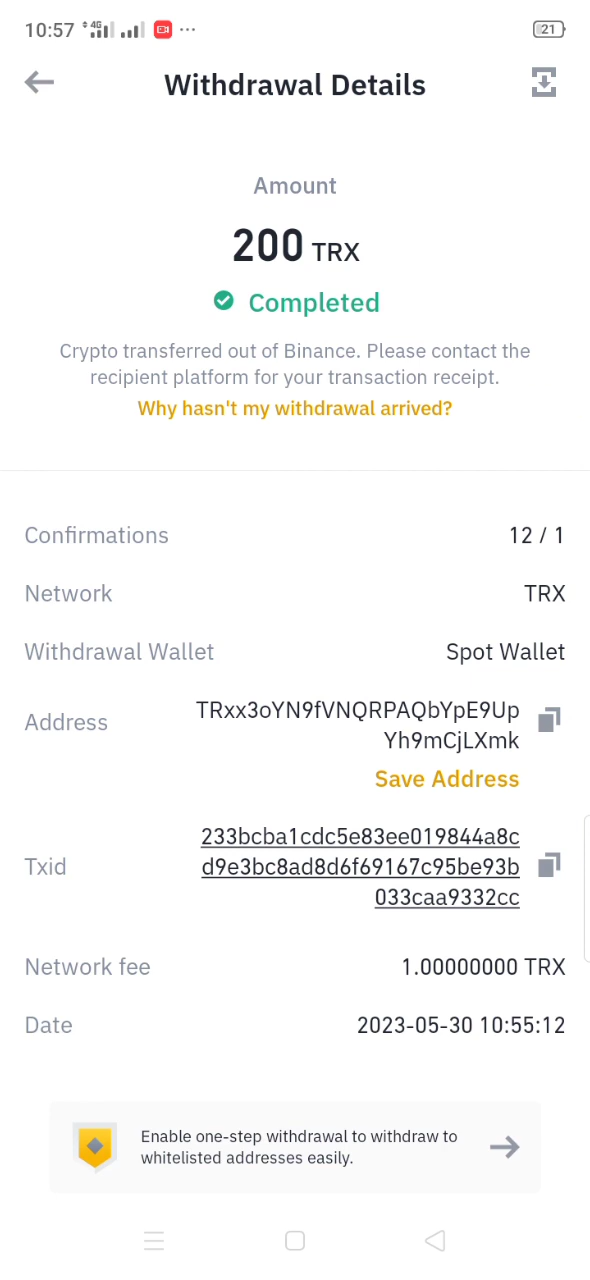 10:57 4G ··· 21
Withdrawal Details
Amount
200 TRX
Completed
Crypto transferred out of Binance. Please contact the
recipient platform for your transaction receipt.
Why hasn't my withdrawal arrived?
Confirmations 12 / 1
Network TRX
Withdrawal Wallet Spot Wallet
Address TRxx3oYN9fVNQRPAQbYpE9Up
Yh9mCjLXmk
Save Address
233bcba1cdc5e83ee019844a8c
Txid d9e3bc8ad8d6f69167c95be93b
033caa9332cc
Network fee 1.00000000 TRX
Date 2023-05-30 10:55:12
Enable one-step withdrawal to withdraw to
whitelisted addresses easily.